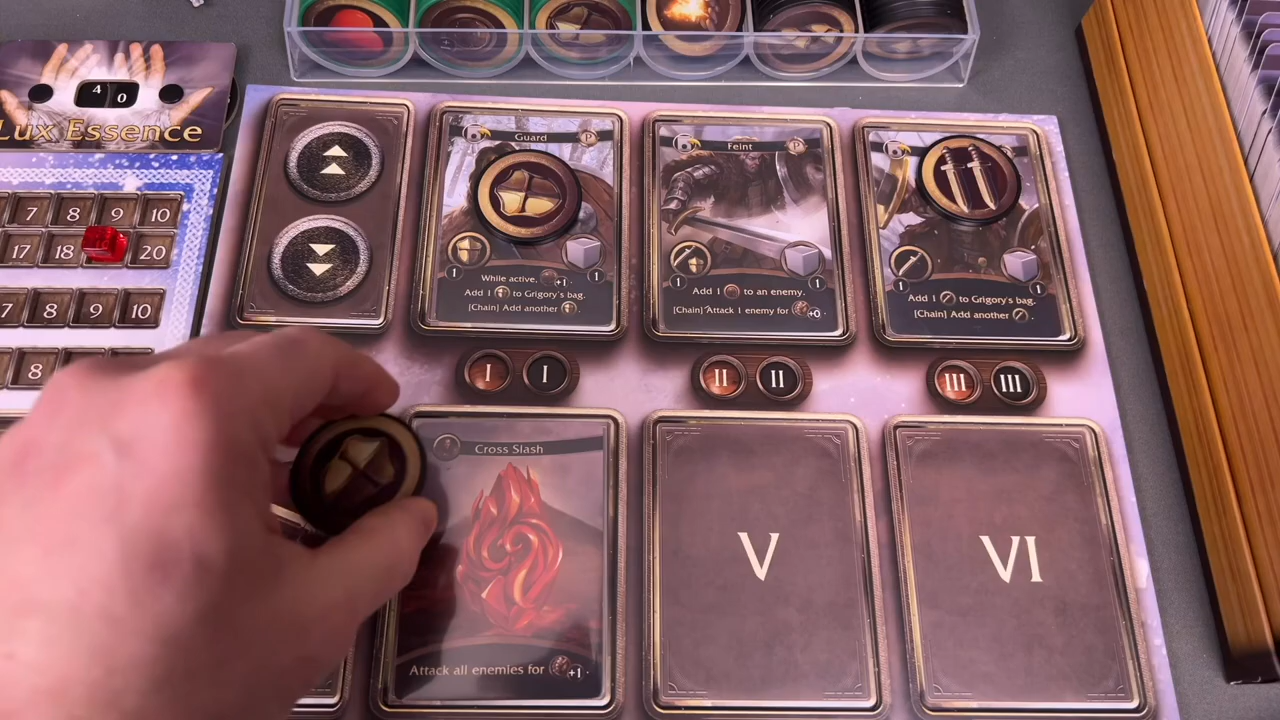 4 0
Lux Essence
7 8 9 10
17 18 20
7 8 9 10
8
Guard
P
1
1
While active, +1.
Add 1 to Grigory's bag.
[Chain] Add another .
Feint
P
1
1
Add 1 to an enemy.
[Chain] Attack 1 enemy for +0.
1
1
Add 1 to Grigory's bag.
[Chain] Add another .
I I
II II
III III
Cross Slash
Attack all enemies for +1.
V
VI